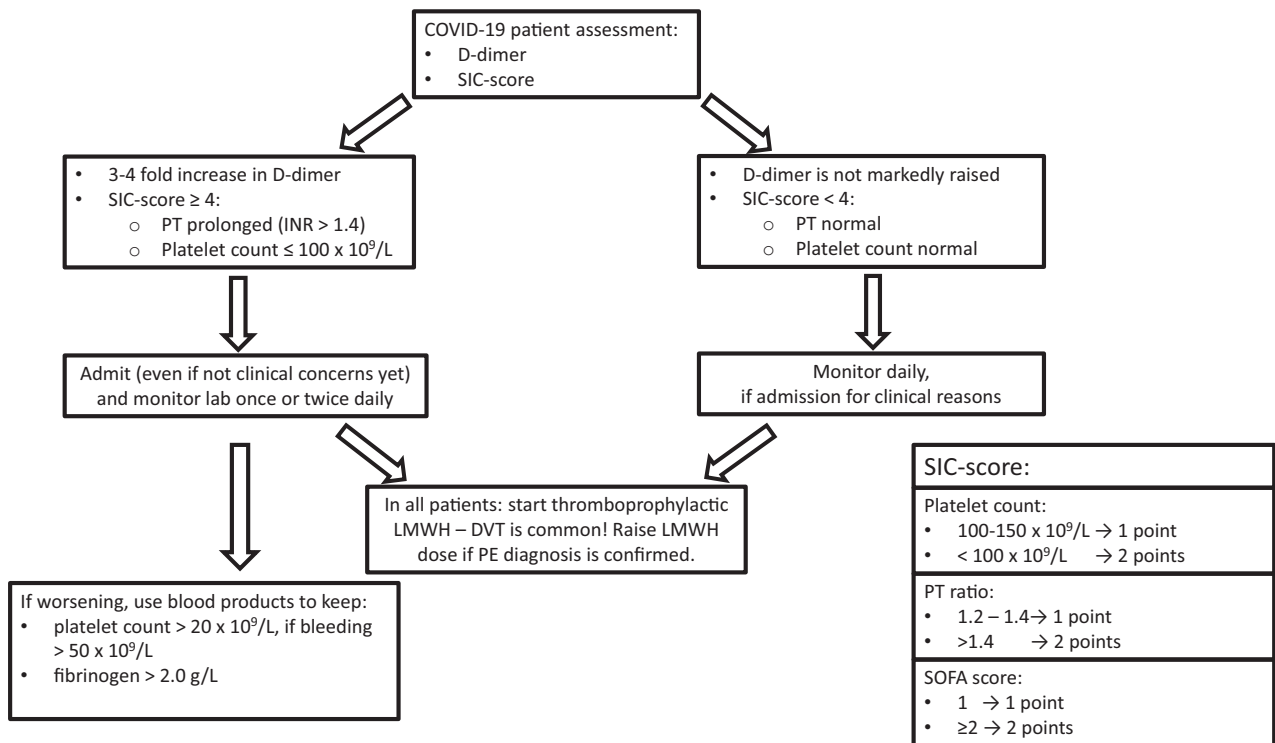 COVID-19 patient assessment:
• D-dimer
• SIC-score
• 3-4 fold increase in D-dimer
• SIC-score ≥ 4:
o PT prolonged (INR > 1.4)
o Platelet count ≤ 100 x 10⁹/L
• D-dimer is not markedly raised
• SIC-score < 4:
o PT normal
o Platelet count normal
Admit (even if not clinical concerns yet)
and monitor lab once or twice daily
Monitor daily,
if admission for clinical reasons
In all patients: start thromboprophylactic
LMWH – DVT is common! Raise LMWH
dose if PE diagnosis is confirmed.
If worsening, use blood products to keep:
• platelet count > 20 x 10⁹/L, if bleeding
> 50 x 10⁹/L
• fibrinogen > 2.0 g/L
SIC-score:
Platelet count:
• 100-150 x 10⁹/L → 1 point
• < 100 x 10⁹/L → 2 points
PT ratio:
• 1.2 – 1.4→ 1 point
• >1.4 → 2 points
SOFA score:
• 1 → 1 point
• ≥2 → 2 points